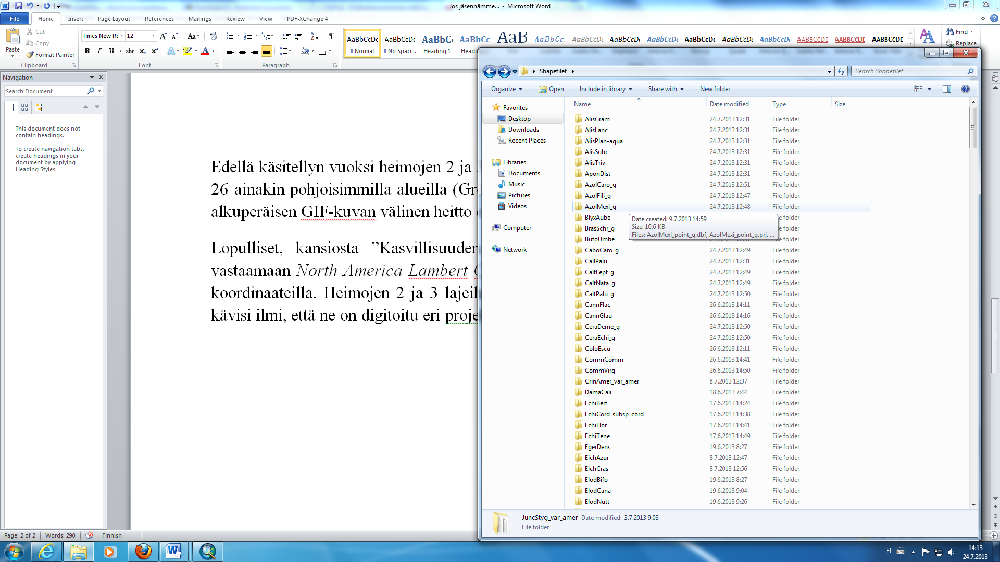 Jos jäsennämme... - Microsoft Word
File Home Insert Page Layout References Mailings Review View PDF-XChange 4
Paste
Cut
Copy
Format Painter
Clipboard
Times New Ro 12
Font
Paragraph
AaBbCcDc AaBbCcDc AaBbC AaBbCc AaB AaBbCc. AaBbCcDc AaBbCcDc AaBbCcDc AaBbCcDc AaBbCcDc AaBbCcDc AABBCCDD AABBCCDD AaBbCcDc
¶ Normal ¶ No Spaci... Heading 1
Find
Replace
Navigation
Search Document
This document does not
contain headings.
To create navigation tabs,
create headings in your
document by applying
Heading Styles.
Edellä käsitellyn vuoksi heimojen 2 ja
26 ainakin pohjoisimmilla alueilla
alkuperäisen GIF-kuvan välinen heitto
Lopulliset, kansiosta ”Kasvillisuuden
vastaamaan North America Lambert
koordinaateilla. Heimojen 2 ja 3
kävisi ilmi, että ne on digitoitu eri
Shapefilet
Search Shapefilet
Organize Open Include in library Share with New folder
Favorites
Desktop
Downloads
Recent Places
Libraries
Documents
Music
Pictures
Videos
Computer
Network
Name Date modified Type Size
AlisGram 24.7.2013 12:31 File folder
AlisLanc 24.7.2013 12:31 File folder
AlisPlan-aqua 24.7.2013 12:31 File folder
AlisSubc 24.7.2013 12:31 File folder
AlisTriv 24.7.2013 12:31 File folder
AponDist 24.7.2013 12:31 File folder
AzolCaro_g 24.7.2013 12:51 File folder
AzolFili_g 24.7.2013 12:47 File folder
AzolMexi_g 24.7.2013 12:48 File folder
BlyxAube
BrasSchr_g
ButoUmbe
Date created: 9.7.2013 14:59
Size: 10,6 KB
Files: AzolMexi_point_g.dbf, AzolMexi_point_g.prj, ...
CaboCaro_g 24.7.2013 12:49 File folder
CallPalu 24.7.2013 12:31 File folder
CaltLept_g 24.7.2013 12:49 File folder
CaltNata_g 24.7.2013 12:49 File folder
CaltPalu_g 24.7.2013 12:50 File folder
CannFlac 26.6.2013 14:11 File folder
CannGlau 26.6.2013 14:16 File folder
CeraDeme_g 24.7.2013 12:50 File folder
CeraEchi_g 24.7.2013 12:50 File folder
ColoEscu 26.6.2013 12:11 File folder
CommComm 26.6.2013 14:41 File folder
CommVirg 26.6.2013 14:50 File folder
CrinAmer_var_amer 8.7.2013 12:37 File folder
DamaCali 18.6.2013 7:44 File folder
EchiBert 17.6.2013 14:24 File folder
EchiCord_subsp_cord 17.6.2013 14:38 File folder
EchiFlor 17.6.2013 14:41 File folder
EchiTene 17.6.2013 14:49 File folder
EgerDens 19.6.2013 8:27 File folder
EichAzur 8.7.2013 12:47 File folder
EichCras 8.7.2013 12:56 File folder
ElodBifo 19.6.2013 8:27 File folder
ElodCana 19.6.2013 9:04 File folder
ElodNutt 19.6.2013 9:26 File folder
JuncStyg_var_amer Date modified: 3.7.2013 9:03
File folder
Page: 2 of 2 Words: 290 Finnish
FI
14:13
24.7.2013